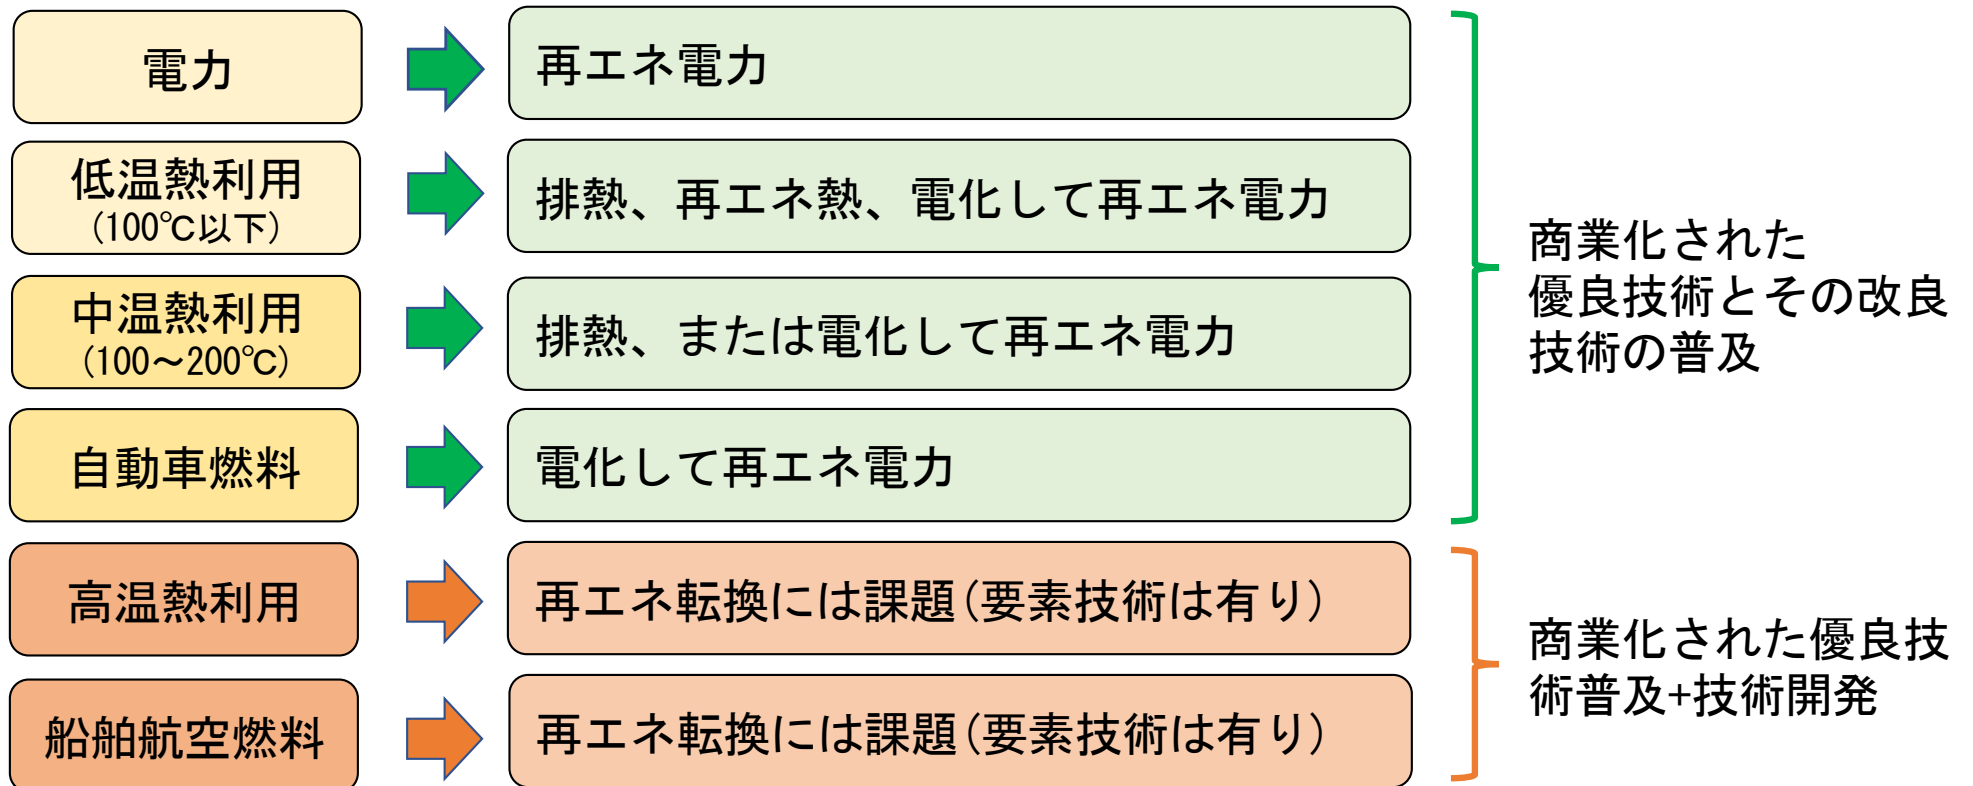 電力
再エネ電力
低温熱利用
(100℃以下)
排熱、再エネ熱、電化して再エネ電力
中温熱利用
(100~200℃)
排熱、または電化して再エネ電力
自動車燃料
電化して再エネ電力
商業化された
優良技術とその改良
技術の普及
高温熱利用
再エネ転換には課題(要素技術は有り)
船舶航空燃料
再エネ転換には課題(要素技術は有り)
商業化された優良技
術普及+技術開発